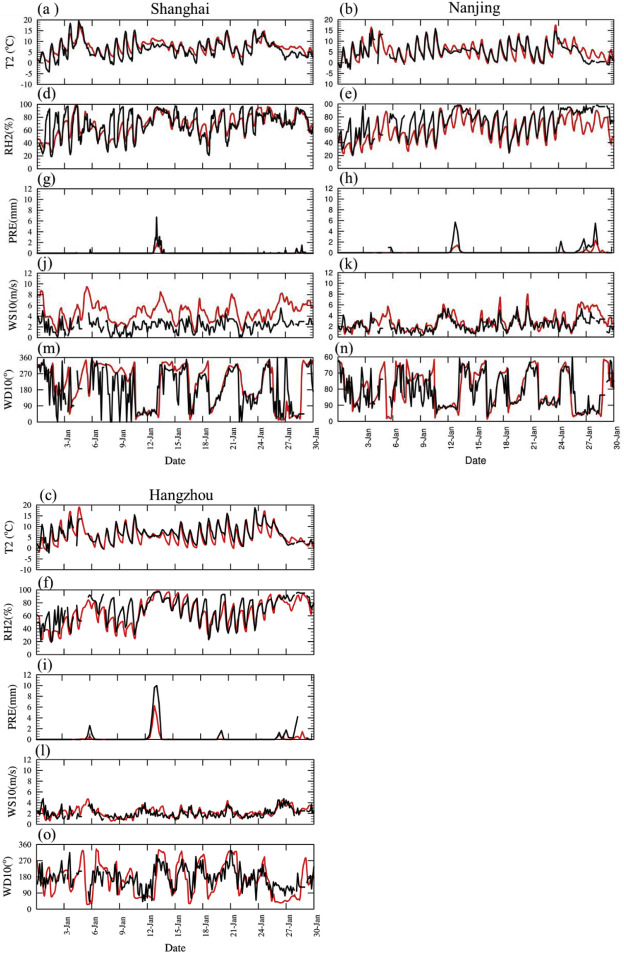 (a )
Shanghai
T2 (°C)
20
15
10
5
0
-5
-10
(b)
Nanjing
20
15
10
5
0
-5
10
(d)
RH2(%)
100
80
60
40
20
0
(e)
00
80
60
40
20
0
(g)
PRE(mm)
12
10
8
6
4
2
0
(h)
12
10
8
6
4
2
0
(j)
WS10(m/s)
12
10
8
6
4
2
0
(k)
12
10
8
6
4
2
0
(m)
WD10(°)
360
270
180
90
0
(n)
60
70
80
90
0
3-Jan
6-Jan
9-Jan
12-Jan
15-Jan
18-Jan
21-Jan
24-Jan
27-Jan
30-Jan
Date
3-Jan
6-Jan
9-Jan
12-Jan
15-Jan
18-Jan
21-Jan
24-Jan
27-Jan
30-Jan
Date
(c)
Hangzhou
T2 (°C)
20
15
10
5
0
-5
-10
(f)
RH2(%)
100
80
60
40
20
0
(i)
PRE(mm)
12
10
8
6
4
2
0
(l)
WS10(m/s)
12
10
8
6
4
2
0
(o)
WD10(°)
360
270
180
90
0
3-Jan
6-Jan
9-Jan
12-Jan
15-Jan
18-Jan
21-Jan
24-Jan
27-Jan
30-Jan
Date